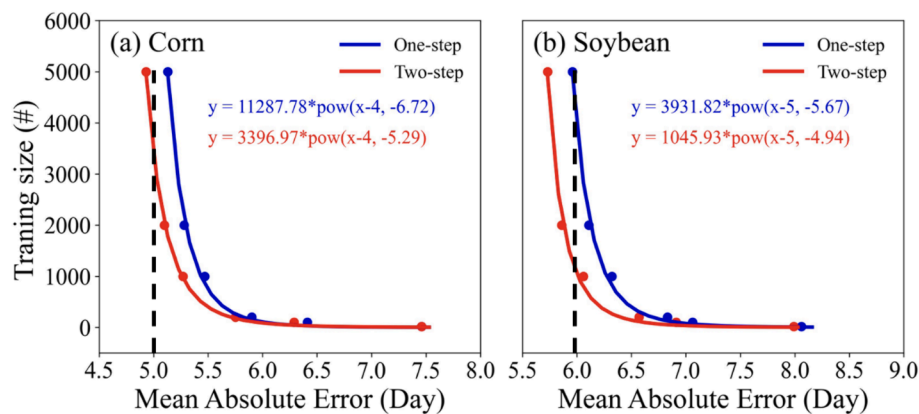 (a) Corn
One-step
Two-step
y = 11287.78*pow(x-4, -6.72)
y = 3396.97*pow(x-4, -5.29)
6000
5000
4000
3000
2000
1000
0
Traning size (#)
4.5 5.0 5.5 6.0 6.5 7.0 7.5 8.0
Mean Absolute Error (Day)
(b) Soybean
One-step
Two-step
y = 3931.82*pow(x-5, -5.67)
y = 1045.93*pow(x-5, -4.94)
5.5 6.0 6.5 7.0 7.5 8.0 8.5 9.0
Mean Absolute Error (Day)